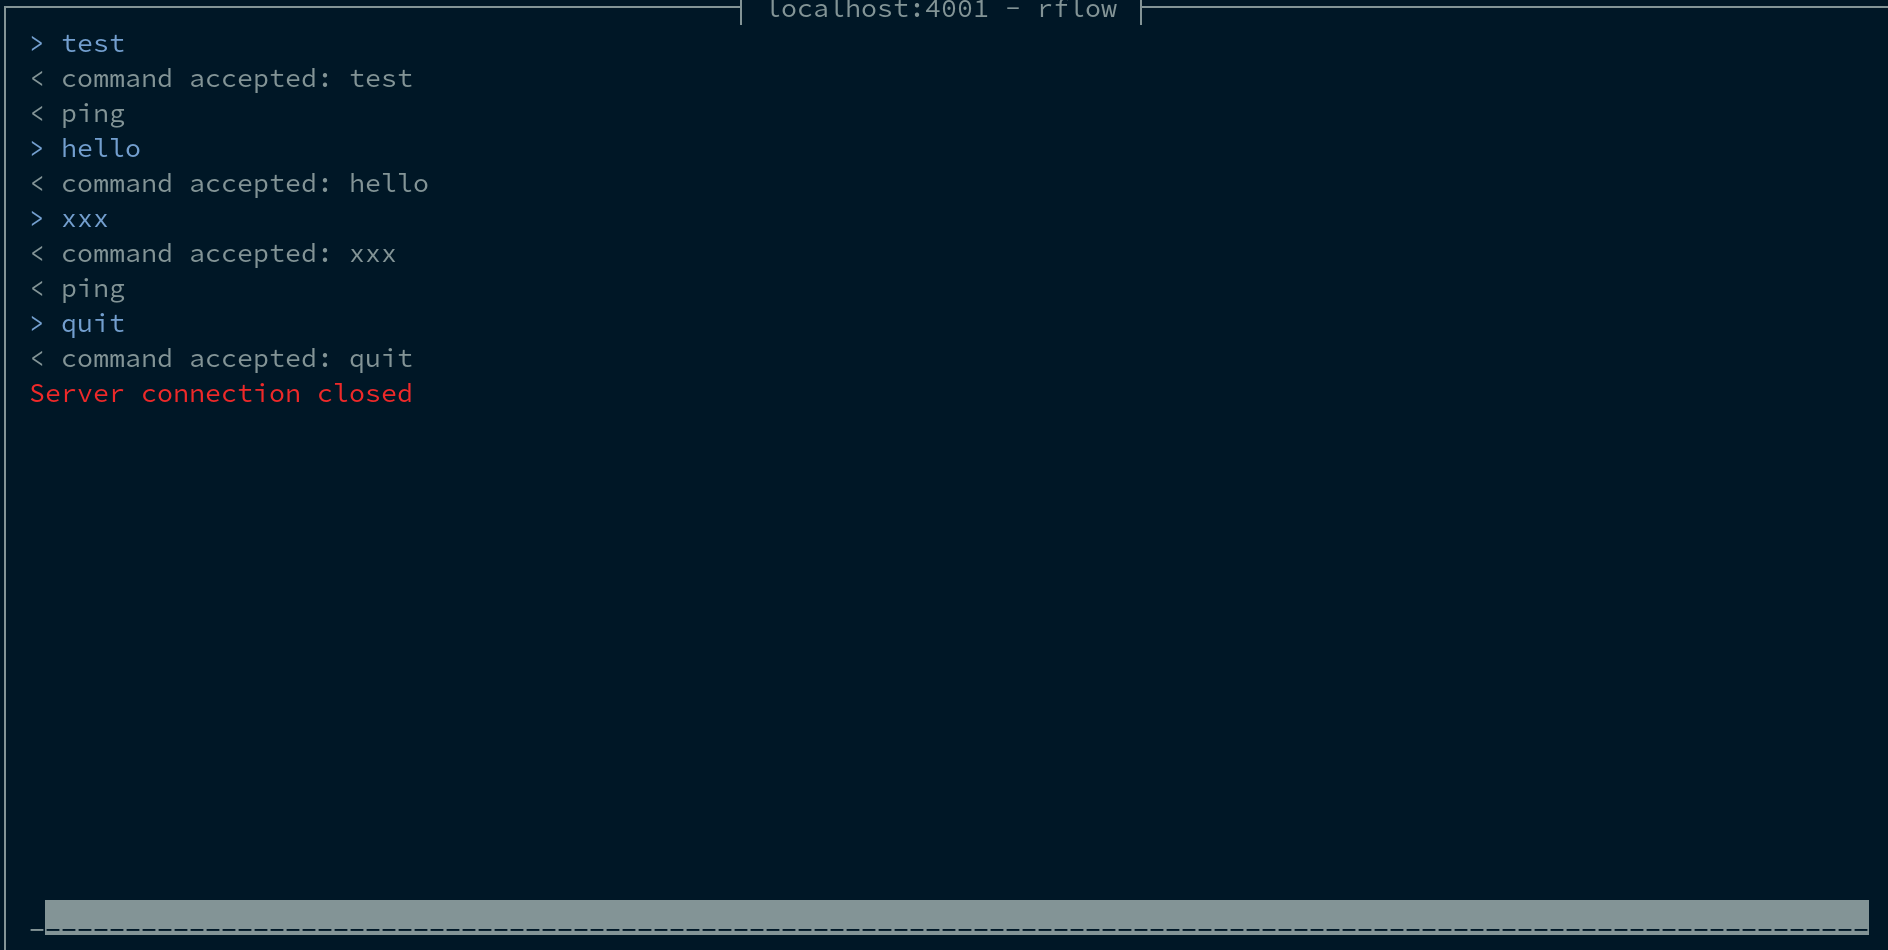 localhost:4001 - rflow
> test
< command accepted: test
< ping
> hello
< command accepted: hello
> xxx
< command accepted: xxx
< ping
> quit
< command accepted: quit
Server connection closed